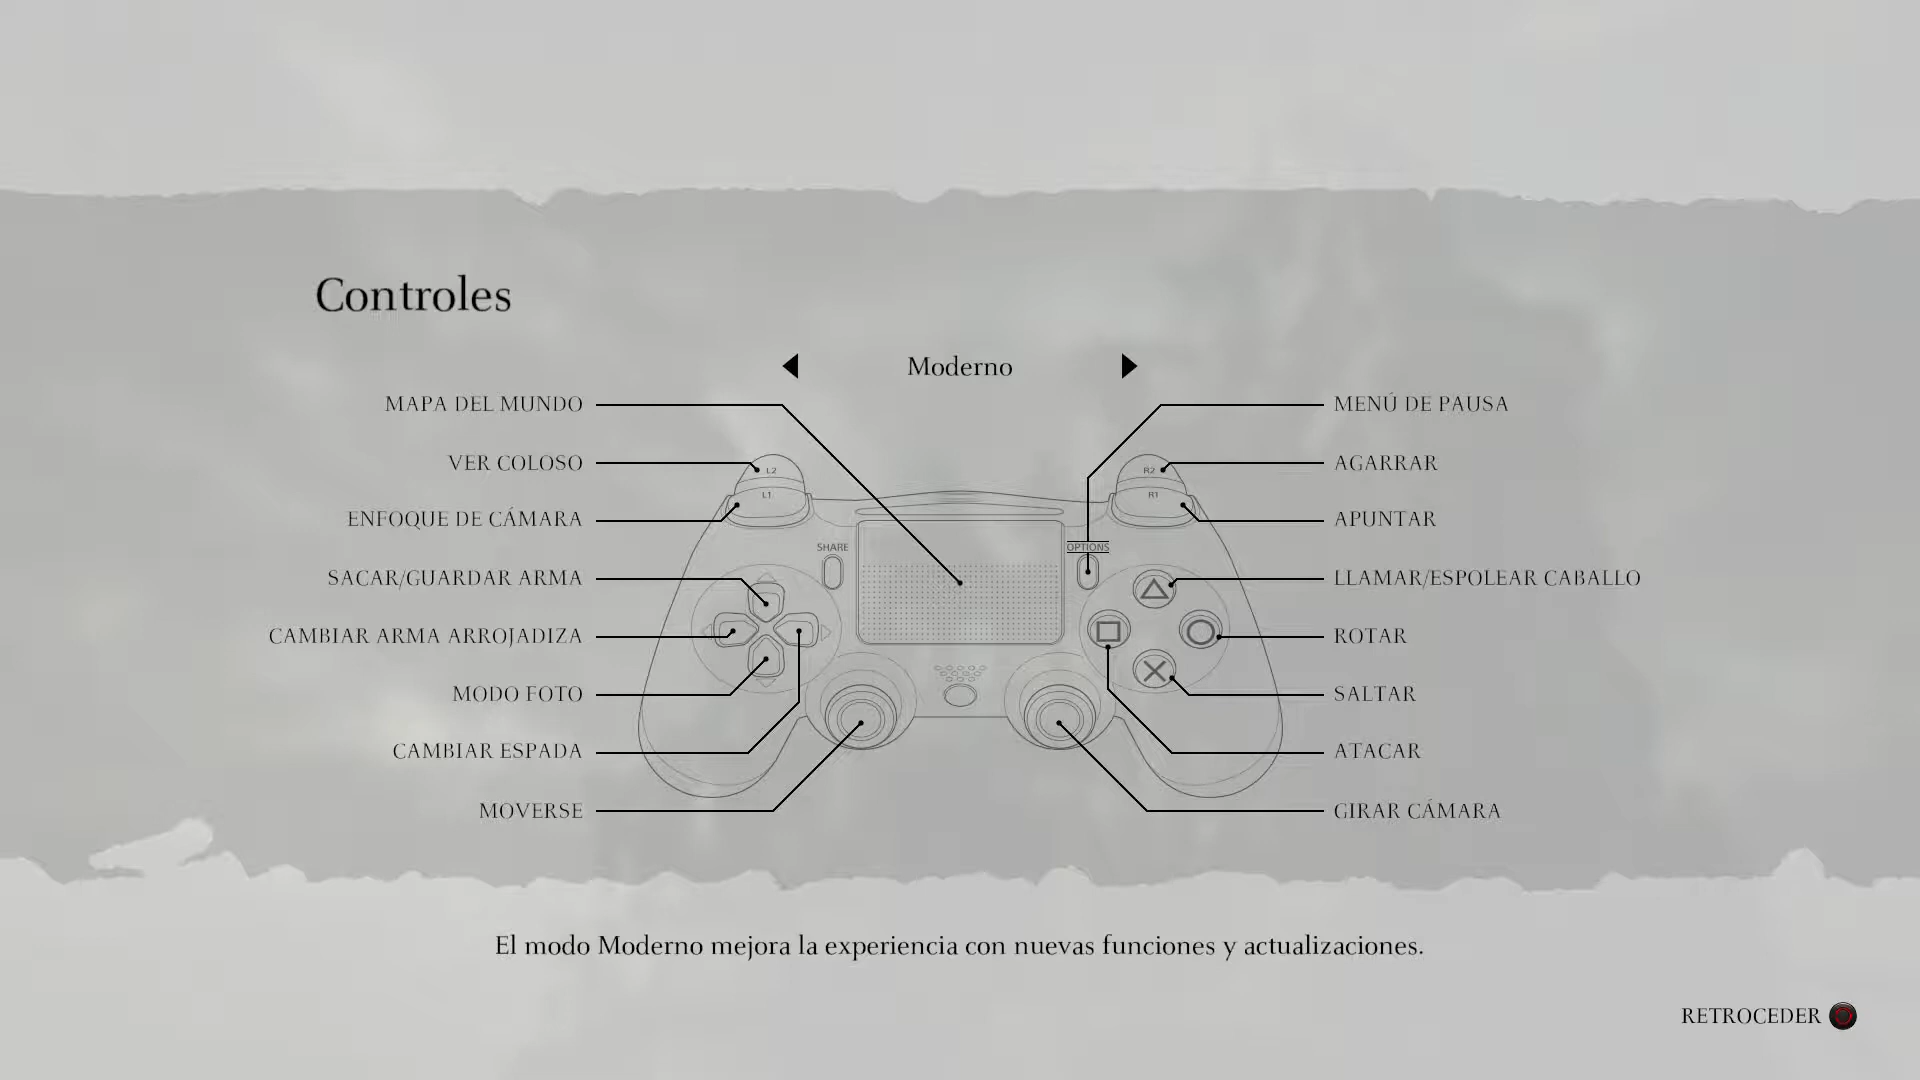 Controles
Moderno
MAPA DEL MUNDO
MENÚ DE PAUSA
VER COLOSO
L2
R2
AGARRAR
L1
R1
ENFOQUE DE CÁMARA
APUNTAR
SHARE
OPTIONS
SACAR/GUARDAR ARMA
LLAMAR/ESPOLEAR CABALLO
CAMBIAR ARMA ARROJADIZA
ROTAR
MODO FOTO
SALTAR
CAMBIAR ESPADA
ATACAR
MOVERSE
GIRAR CÁMARA
El modo Moderno mejora la experiencia con nuevas funciones y actualizaciones.
RETROCEDER